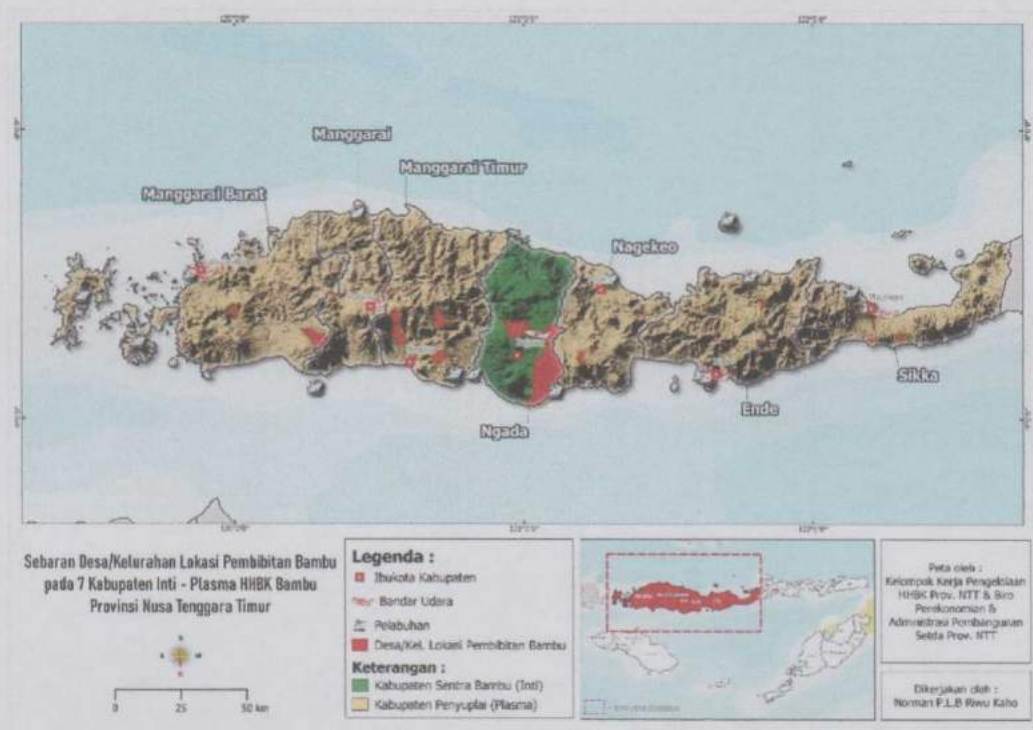 Manggarai
Manggarai Timur
Manggarai Barat
Nagekeo
Sikka
Ende
Ngada
Sebaran Desa/Kelurahan Lokasi Pembibitan Bambu
pada 7 Kabupaten Inti - Plasma HHBK Bambu
Provinsi Nusa Tenggara Timur
0 25 50 km
Legenda :
Ibukota Kabupaten
Bandar Udara
Pelabuhan
Desa/Kel. Lokasi Pembibitan Bambu
Keterangan :
Kabupaten Sentra Bambu (Inti)
Kabupaten Penyuplai (Plasma)
Peta oleh :
Kelompok Kerja Pengelolaan
HHBK Prov. NTT & Biro
Perekonomian &
Administrasi Pembangunan
Setda Prov. NTT
Dikerjakan oleh :
Norman P.L.B Riwu Kaho